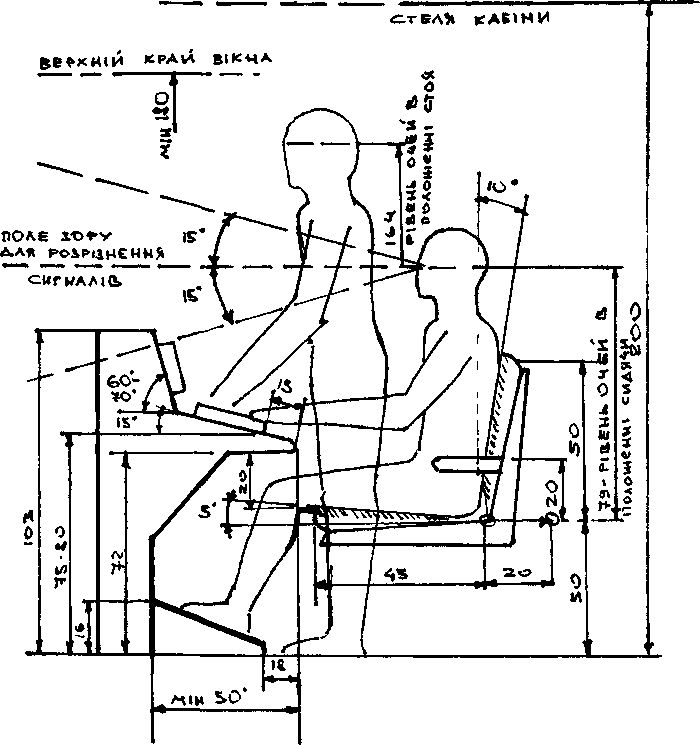 СТЕЛЯ КАБІНИ
ВЕРХНІЙ КРАЙ ВІКНА
МІН 180
РІВЕНЬ ОЧЕЙ В
ПОЛОЖЕННІ СТОЯ
164
10°
ПОЛЕ ЗОРУ
ДЛЯ РОЗРІЗНЕННЯ
СИГНАЛІВ
15°
15°
200
79-РІВЕНЬ ОЧЕЙ В
ПОЛОЖЕННІ СИДЯЧИ
60-
70°
15°
50
20
20
5°
102
75-80
72
45
20
50
16
18
МІН 50°